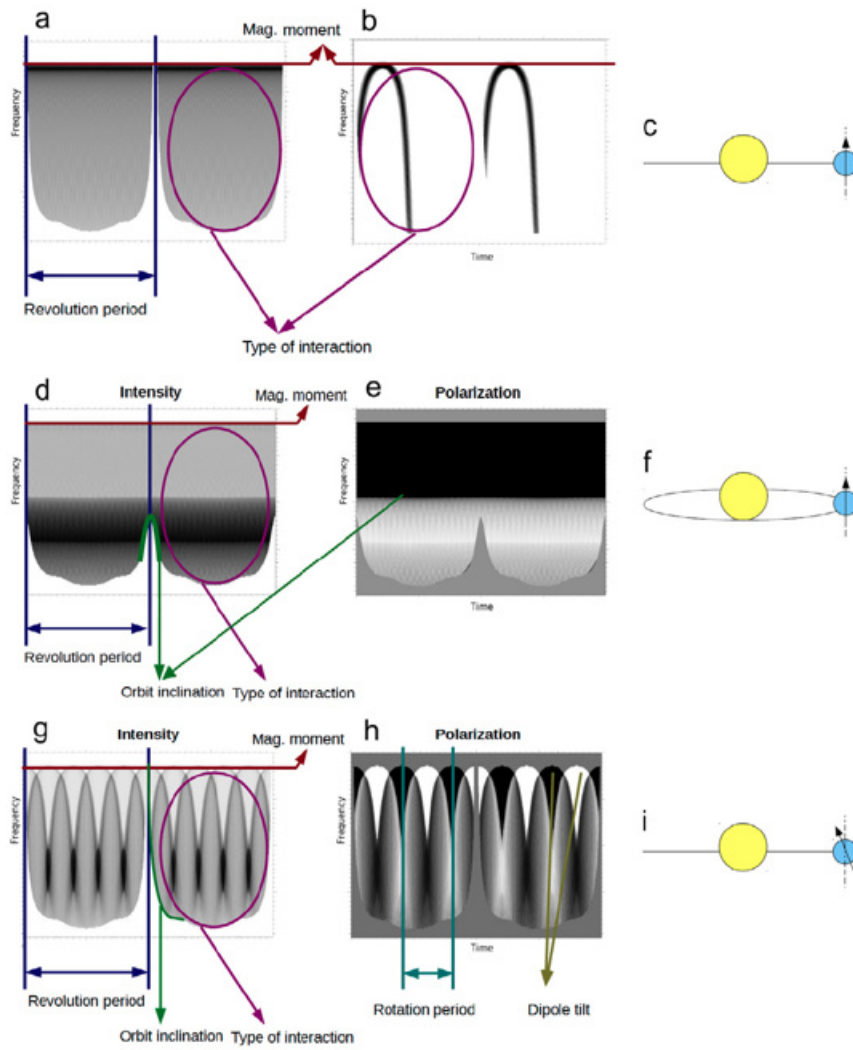 a
Mag. moment
b
Frequency
Frequency
c
Time
Revolution period
Type of interaction
d
Intensity
Mag. moment
e
Polarization
Frequency
Frequency
f
Time
Revolution period
Orbit inclination
Type of interaction
g
Intensity
Mag. moment
h
Polarization
Frequency
Frequency
i
Time
Revolution period
Rotation period
Dipole tilt
Orbit inclination
Type of interaction